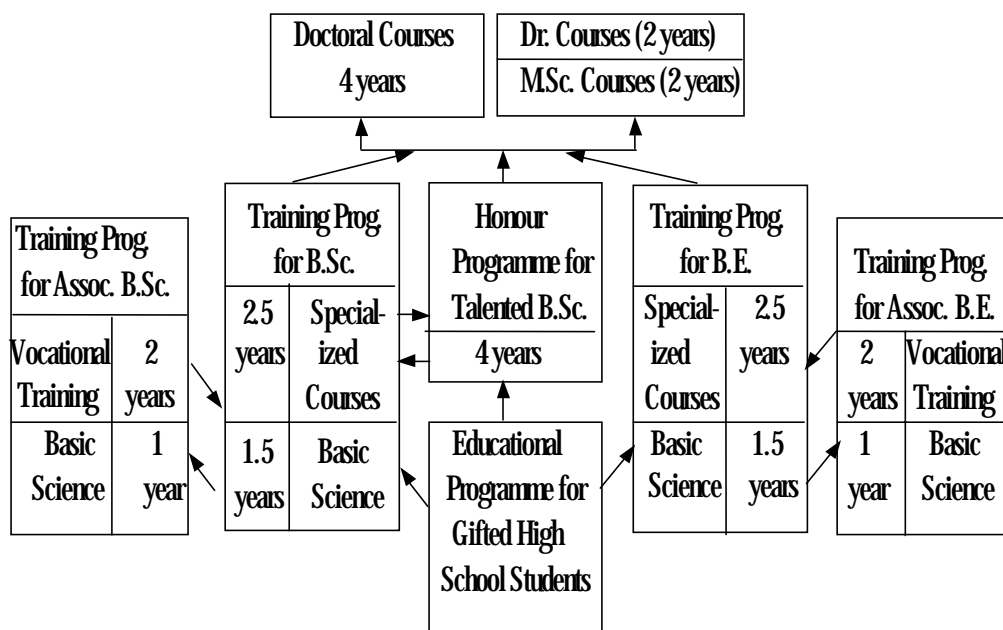 Doctoral Courses
4 years
Dr. Courses (2 years)
M.Sc. Courses (2 years)
Training Prog.
for Assoc. B.Sc.
Vocational
Training
2
years
Basic
Science
1
year
Training Prog.
for B.Sc.
2.5
years
Special-
ized
Courses
1.5
years
Basic
Science
Honour
Programme for
Talented B.Sc.
4 years
Educational
Programme for
Gifted High
School Students
Training Prog.
for B.E.
Special-
ized
Courses
2.5
years
Basic
Science
1.5
years
Training Prog.
for Assoc. B.E.
2
years
Vocational
Training
1
year
Basic
Science